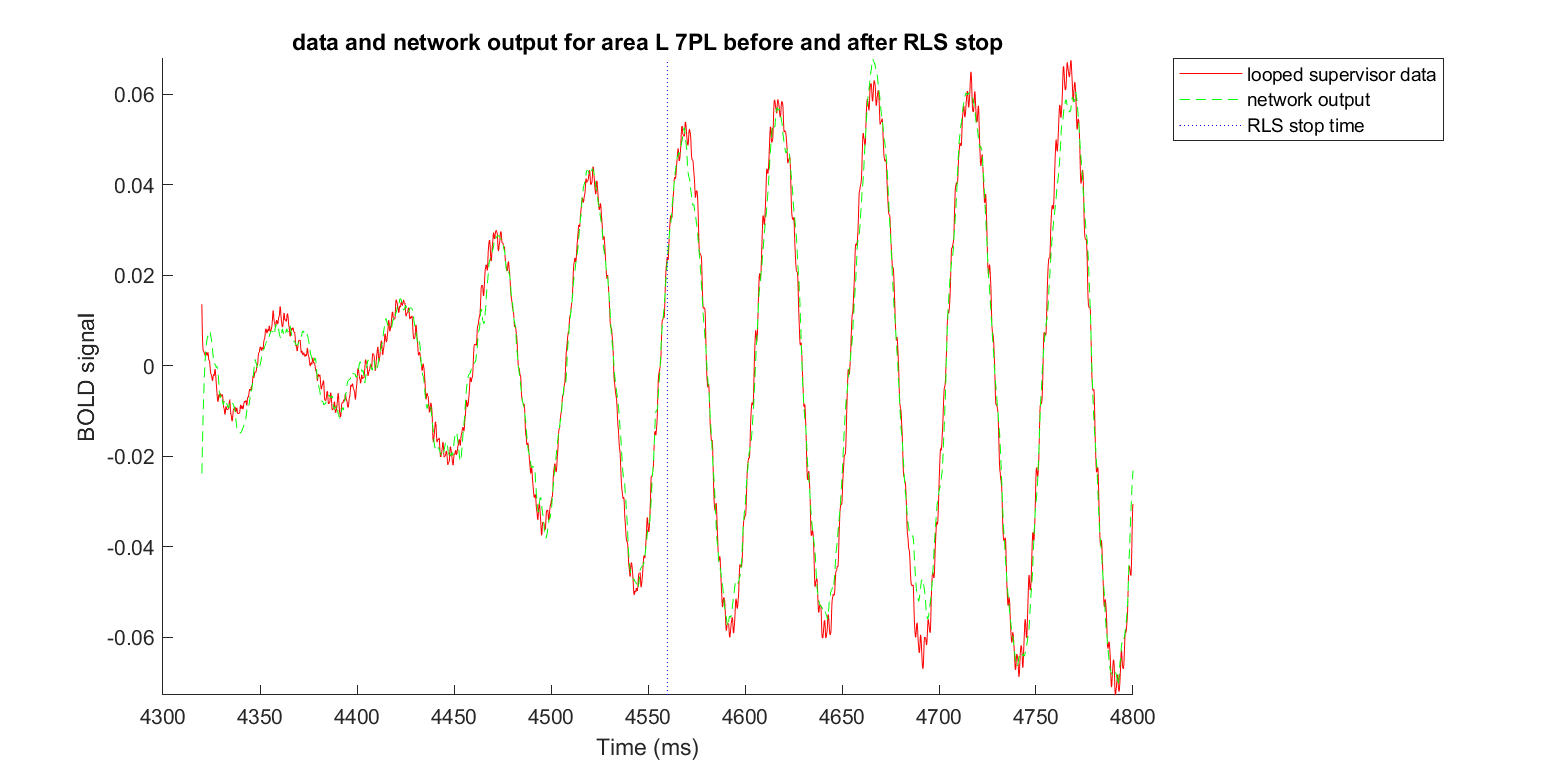 data and network output for area L 7PL before and after RLS stop
looped supervisor data
network output
RLS stop time
0.06
0.04
0.02
0
-0.02
-0.04
-0.06
BOLD signal
4300 4350 4400 4450 4500 4550 4600 4650 4700 4750 4800
Time (ms)